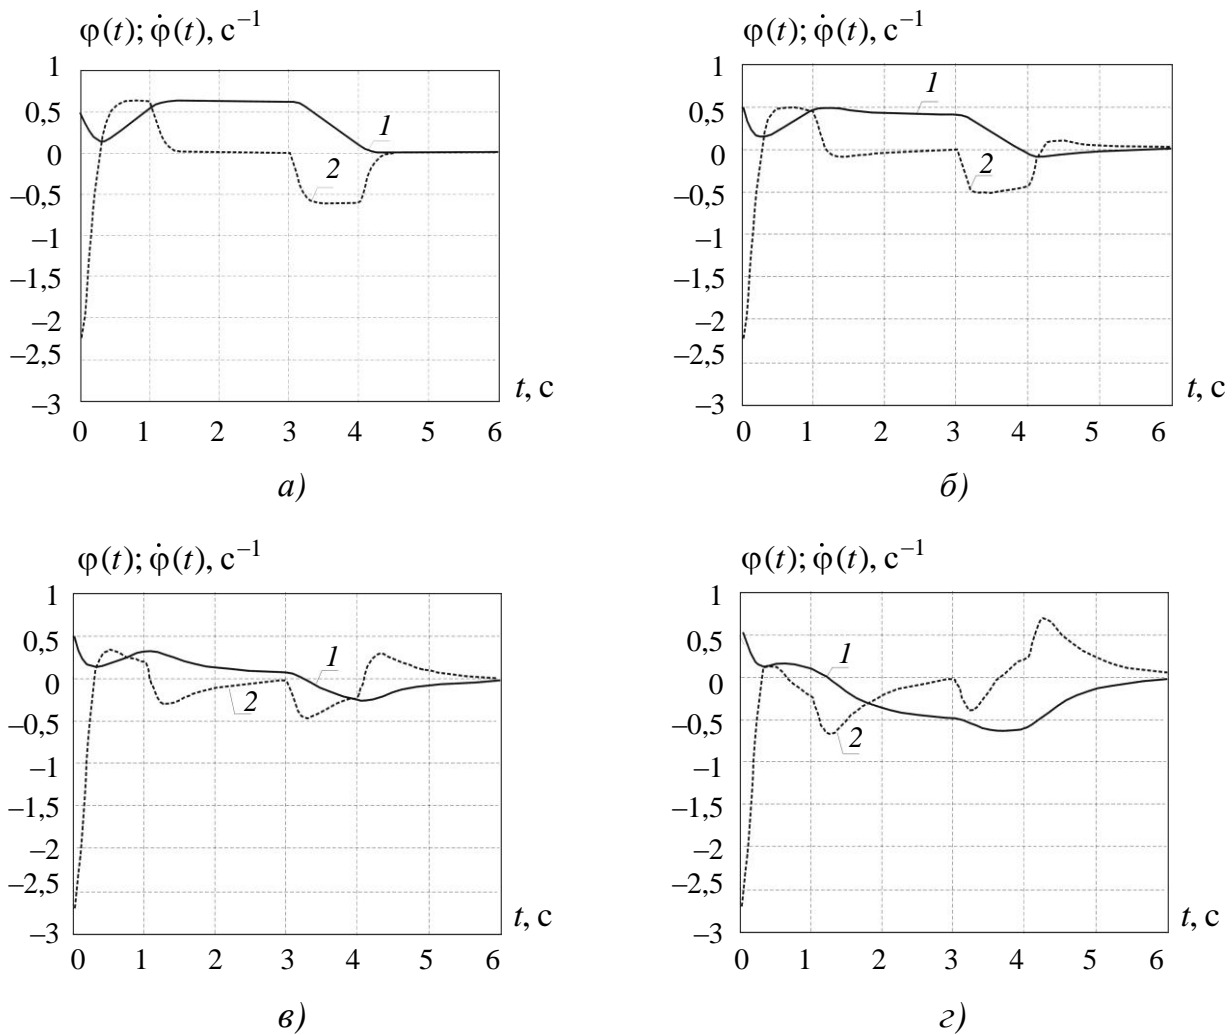 φ(t); φ̇(t), с⁻¹
1
0,5
0
–0,5
–1
–1,5
–2
–2,5
–3
1
2
t, с
0 1 2 3 4 5 6
а)
φ(t); φ̇(t), с⁻¹
1
0,5
0
–0,5
–1
–1,5
–2
–2,5
–3
1
2
t, с
0 1 2 3 4 5 6
б)
φ(t); φ̇(t), с⁻¹
1
0,5
0
–0,5
–1
–1,5
–2
–2,5
–3
1
2
t, с
0 1 2 3 4 5 6
в)
φ(t); φ̇(t), с⁻¹
1
0,5
0
–0,5
–1
–1,5
–2
–2,5
–3
1
2
t, с
0 1 2 3 4 5 6
г)